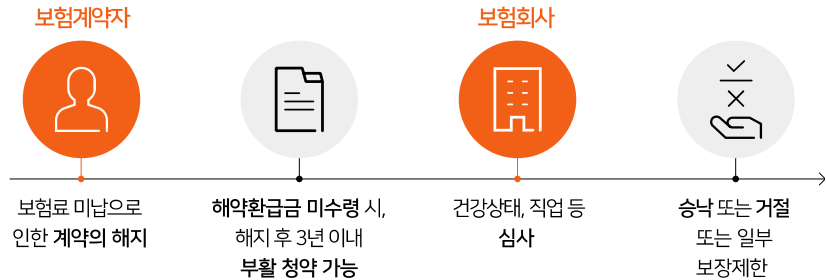 보험계약자
보험회사
보험료 미납으로
인한 계약의 해지
해약환급금 미수령 시,
해지 후 3년 이내
부활 청약 가능
건강상태, 직업 등
심사
승낙 또는 거절
또는 일부
보장제한